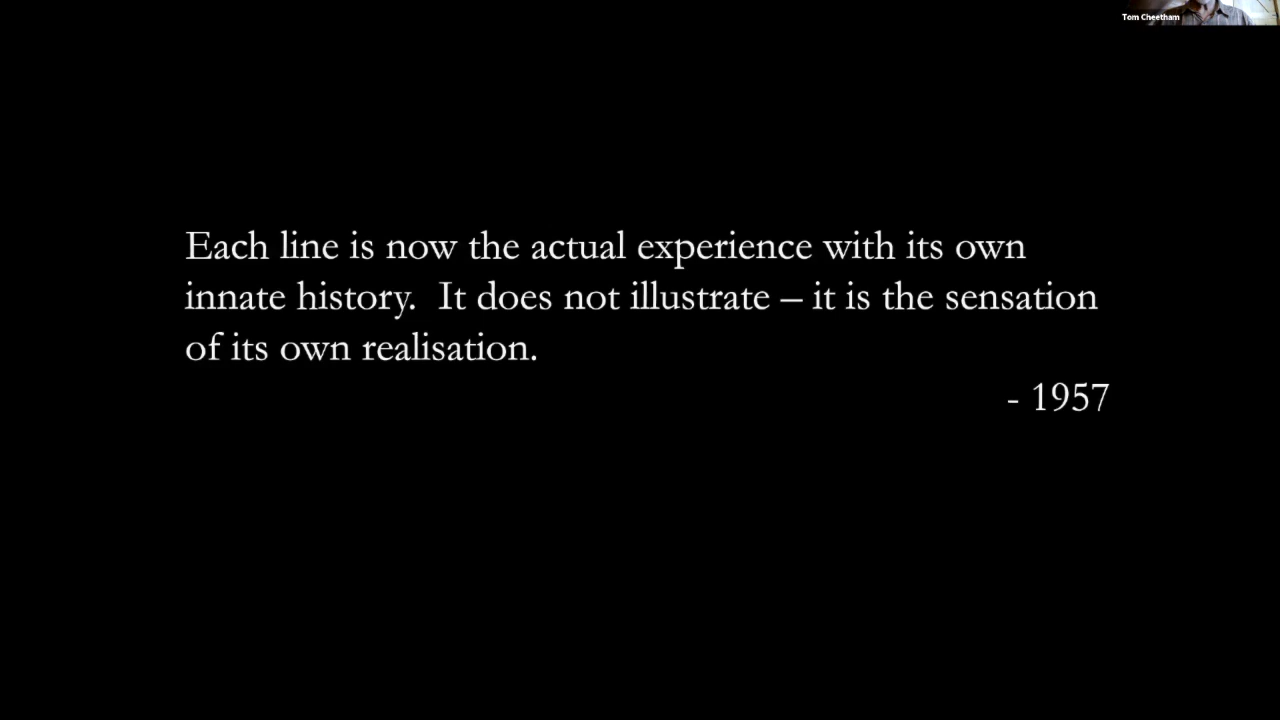 Tom Cheetham
Each line is now the actual experience with its own
innate history.  It does not illustrate – it is the sensation
of its own realisation.
- 1957